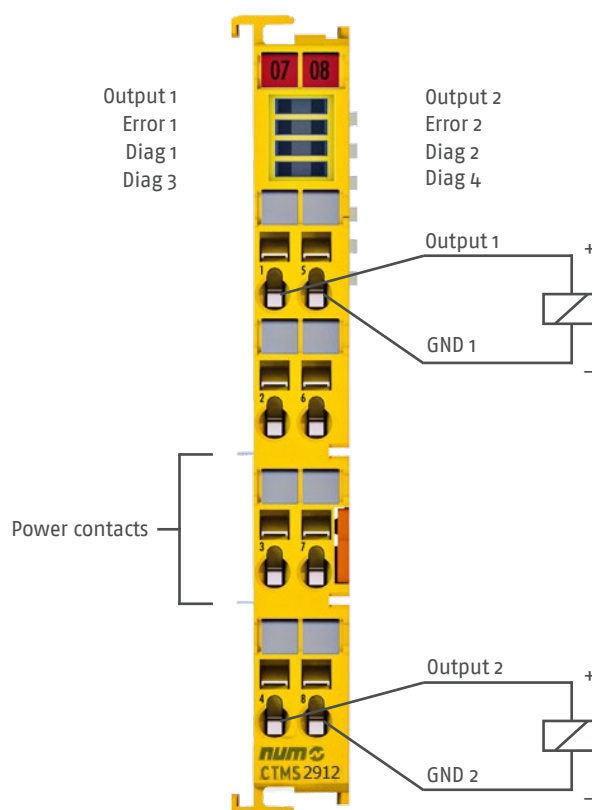 07 08
Output 1
Error 1
Diag 1
Diag 3
Output 2
Error 2
Diag 2
Diag 4
Output 1
+
1 5
GND 1
–
2 6
Power contacts
3 7
Output 2
+
4 8
num
CTMS 2912
GND 2
–